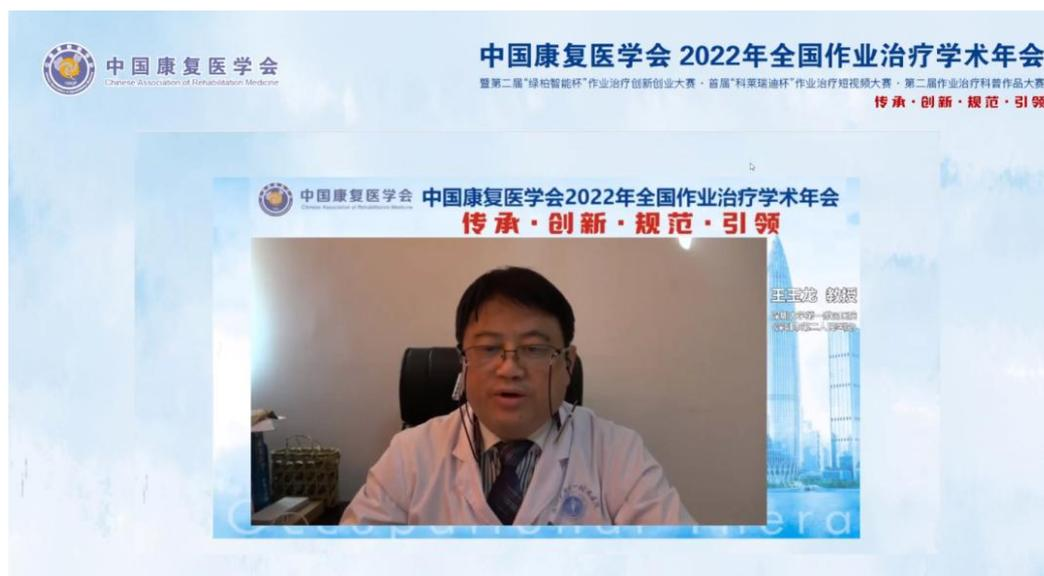 中国康复医学会
Chinese Association of Rehabilitation Medicine
中国康复医学会 2022年全国作业治疗学术年会
暨第二届“绿柏智能杯”作业治疗创新创业大赛·首届“科莱瑞迪杯”作业治疗短视频大赛·第二届作业治疗科普作品大赛
传承·创新·规范·引领
中国康复医学会
Chinese Association of Rehabilitation Medicine
中国康复医学会2022年全国作业治疗学术年会
传承·创新·规范·引领
王玉龙 教授
Occupational Thera